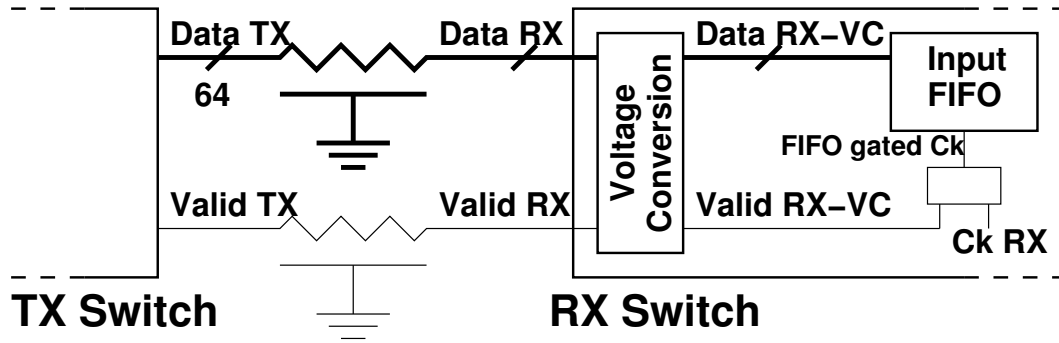 Data TX
Data RX
Data RX–VC
Input
FIFO
64
Voltage
Conversion
FIFO gated Ck
Valid TX
Valid RX
Valid RX–VC
Ck RX
TX Switch
RX Switch